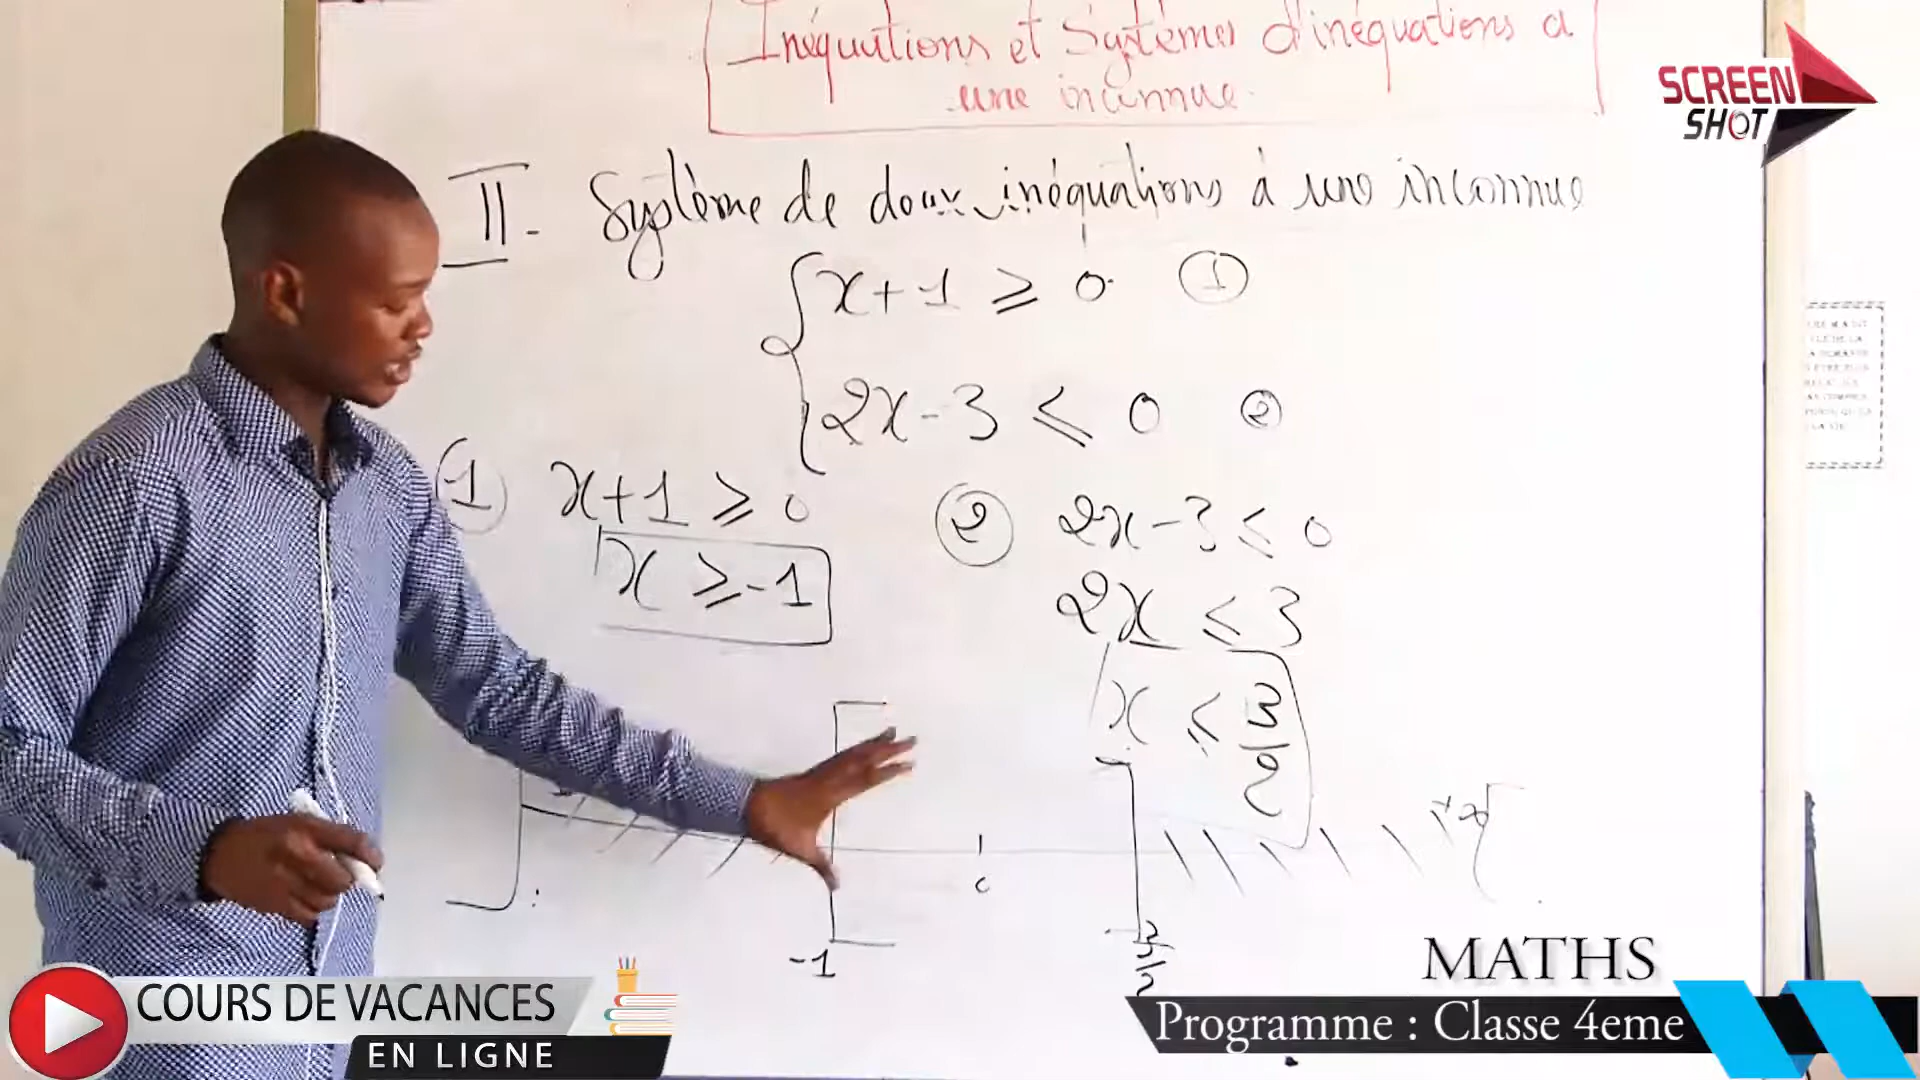 Inéquations et Systèmes d'inéquations a
une inconnue.
SCREEN
SHOT
II. Système de deux inéquations à une inconnue
x+1 ≥ 0 ①
2x-3 ≤ 0 ②
① x+1 ≥ 0
x ≥ -1
② 2x-3 ≤ 0
2x ≤ 3
x ≤ 3/2
0
+∞
-1
3/2
MATHS
Programme : Classe 4eme
COURS DE VACANCES
EN LIGNE